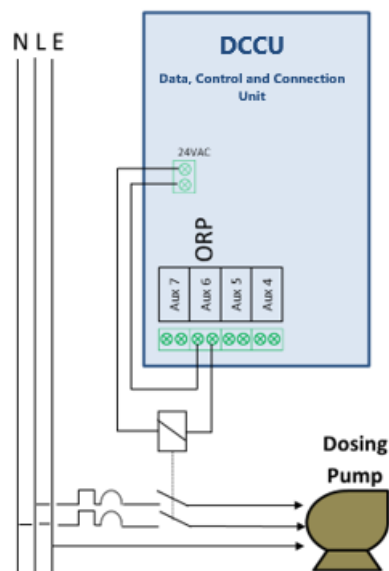 N L E
DCCU
Data, Control and Connection
Unit
24VAC
ORP
Aux 7
Aux 6
Aux 5
Aux 4
Dosing
Pump